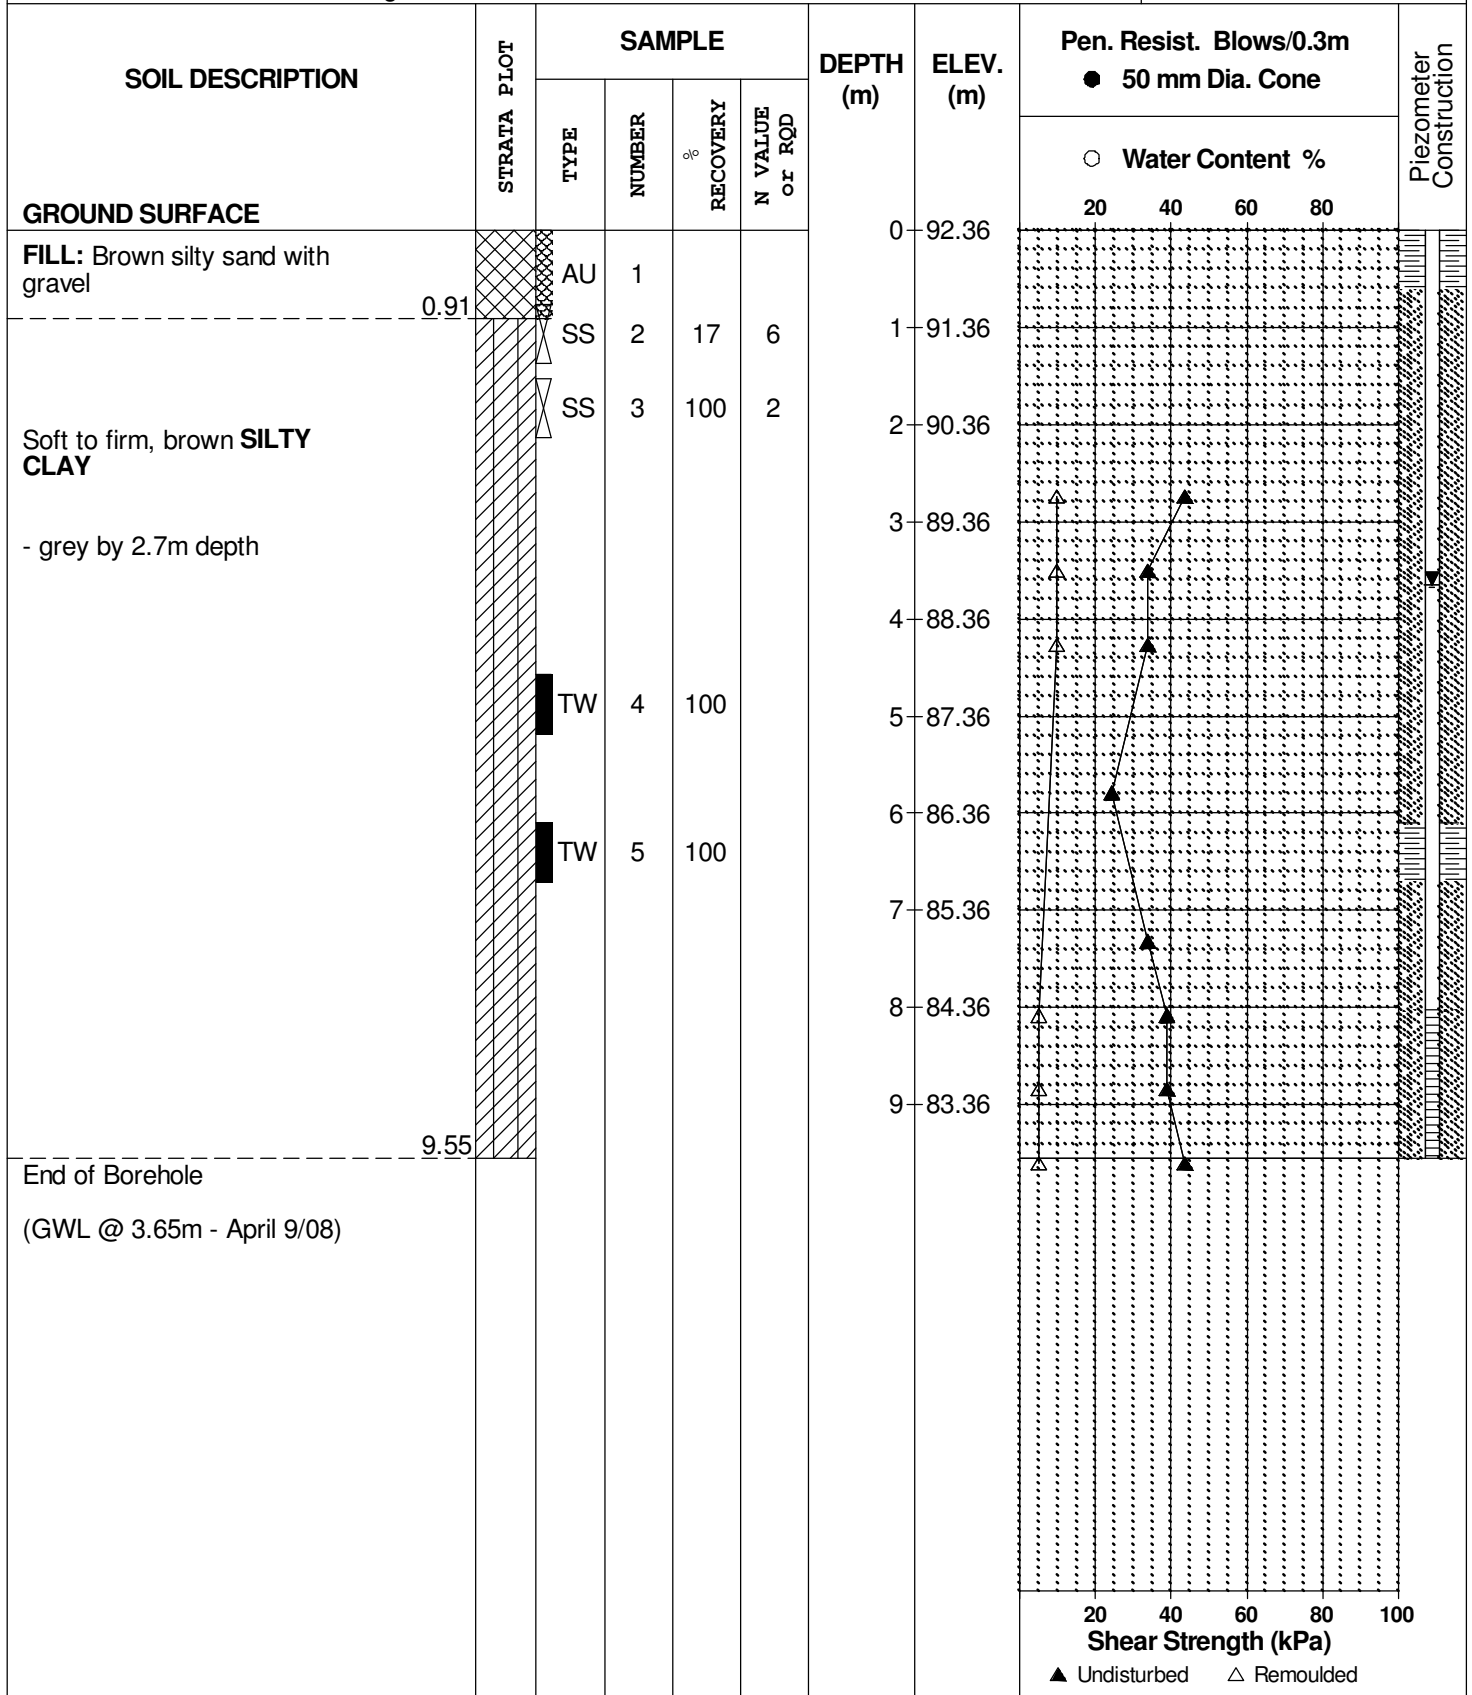 SOIL DESCRIPTION
STRATA PLOT
SAMPLE
TYPE
NUMBER
% RECOVERY
N VALUE or RQD
DEPTH (m)
ELEV. (m)
Pen. Resist. Blows/0.3m
● 50 mm Dia. Cone
○ Water Content %
Piezometer Construction
20 40 60 80
GROUND SURFACE
0 92.36
FILL: Brown silty sand with
gravel
AU 1
0.91
SS 2 17 6
1 91.36
SS 3 100 2
2 90.36
Soft to firm, brown SILTY
CLAY
3 89.36
- grey by 2.7m depth
4 88.36
TW 4 100
5 87.36
6 86.36
TW 5 100
7 85.36
8 84.36
9 83.36
9.55
End of Borehole
(GWL @ 3.65m - April 9/08)
20 40 60 80 100
Shear Strength (kPa)
▲ Undisturbed △ Remoulded